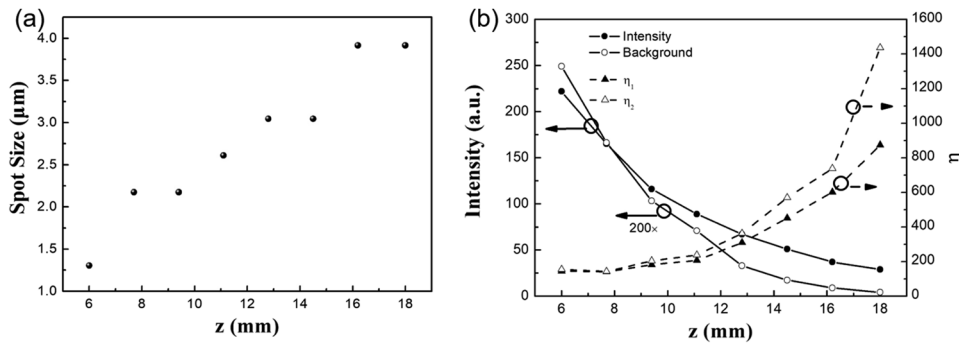 (a)
Spot Size (μm)
4.0
3.5
3.0
2.5
2.0
1.5
1.0
6 8 10 12 14 16 18
z (mm)
(b)
Intensity (a.u.)
300
250
200
150
100
50
0
Intensity
Background
η1
η2
200×
1600
1400
1200
1000
800
600
400
200
0
η
6 8 10 12 14 16 18
z (mm)